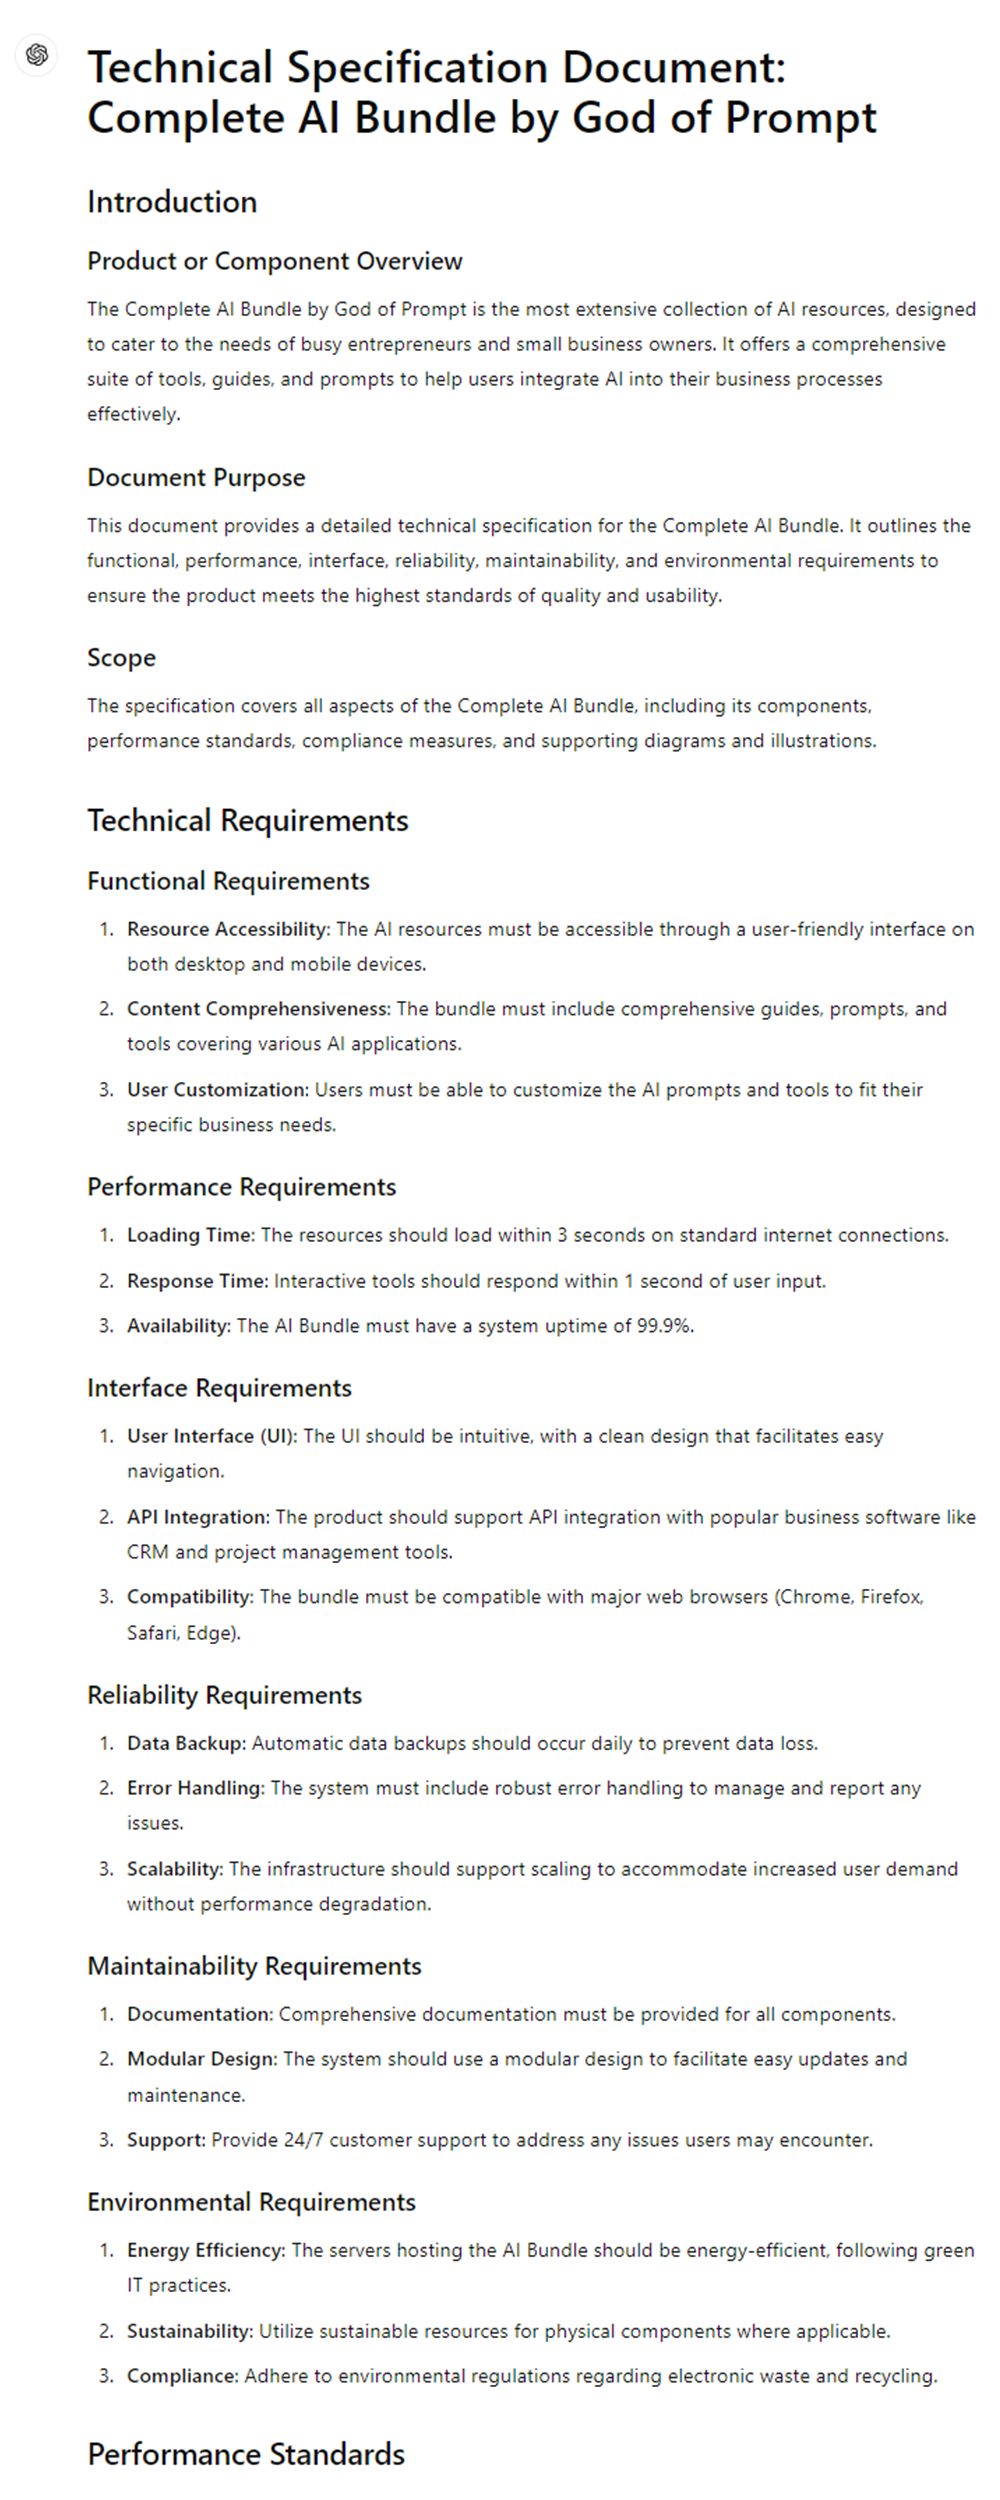 Technical Specification Document:
Complete AI Bundle by God of Prompt
Introduction
Product or Component Overview
The Complete AI Bundle by God of Prompt is the most extensive collection of AI resources, designed
to cater to the needs of busy entrepreneurs and small business owners. It offers a comprehensive
suite of tools, guides, and prompts to help users integrate AI into their business processes
effectively.
Document Purpose
This document provides a detailed technical specification for the Complete AI Bundle. It outlines the
functional, performance, interface, reliability, maintainability, and environmental requirements to
ensure the product meets the highest standards of quality and usability.
Scope
The specification covers all aspects of the Complete AI Bundle, including its components,
performance standards, compliance measures, and supporting diagrams and illustrations.
Technical Requirements
Functional Requirements
1. Resource Accessibility: The AI resources must be accessible through a user-friendly interface on
both desktop and mobile devices.
2. Content Comprehensiveness: The bundle must include comprehensive guides, prompts, and
tools covering various AI applications.
3. User Customization: Users must be able to customize the AI prompts and tools to fit their
specific business needs.
Performance Requirements
1. Loading Time: The resources should load within 3 seconds on standard internet connections.
2. Response Time: Interactive tools should respond within 1 second of user input.
3. Availability: The AI Bundle must have a system uptime of 99.9%.
Interface Requirements
1. User Interface (UI): The UI should be intuitive, with a clean design that facilitates easy
navigation.
2. API Integration: The product should support API integration with popular business software like
CRM and project management tools.
3. Compatibility: The bundle must be compatible with major web browsers (Chrome, Firefox,
Safari, Edge).
Reliability Requirements
1. Data Backup: Automatic data backups should occur daily to prevent data loss.
2. Error Handling: The system must include robust error handling to manage and report any
issues.
3. Scalability: The infrastructure should support scaling to accommodate increased user demand
without performance degradation.
Maintainability Requirements
1. Documentation: Comprehensive documentation must be provided for all components.
2. Modular Design: The system should use a modular design to facilitate easy updates and
maintenance.
3. Support: Provide 24/7 customer support to address any issues users may encounter.
Environmental Requirements
1. Energy Efficiency: The servers hosting the AI Bundle should be energy-efficient, following green
IT practices.
2. Sustainability: Utilize sustainable resources for physical components where applicable.
3. Compliance: Adhere to environmental regulations regarding electronic waste and recycling.
Performance Standards